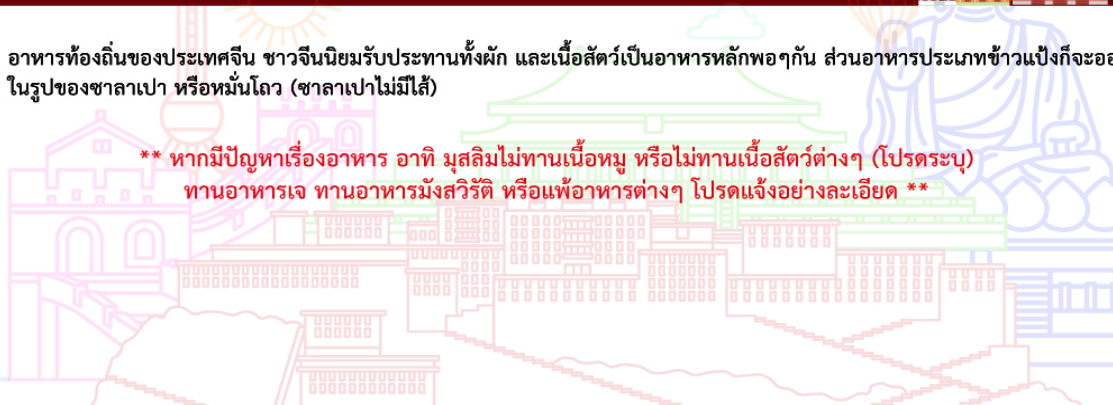 อาหารท้องถิ่นของประเทศจีน ชาวจีนนิยมรับประทานทั้งผัก และเนื้อสัตว์เป็นอาหารหลักพอๆกัน ส่วนอาหารประเภทข้าวแป้งก็จะ
ในรูปของซาลาเปา หรือหมั่นโถว (ซาลาเปาไม่มีไส้)
** หากมีปัญหาเรื่องอาหาร อาทิ มุสลิมไม่ทานเนื้อหมู หรือไม่ทานเนื้อสัตว์ต่างๆ (โปรดระบุ)
ทานอาหารเจ ทานอาหารมังสวิรัติ หรือแพ้อาหารต่างๆ โปรดแจ้งอย่างละเอียด **